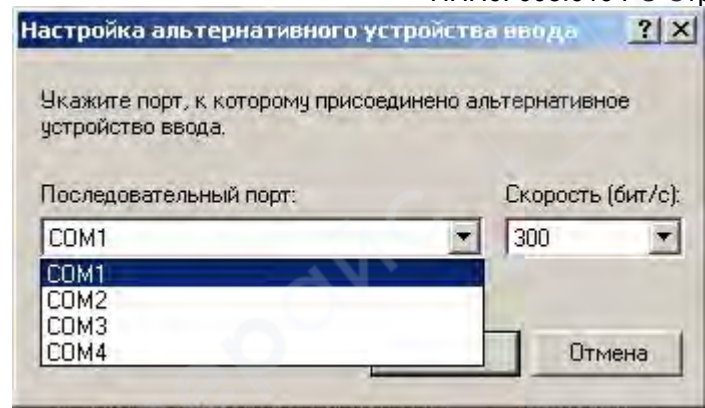 Настройка альтернативного устройства ввода
Укажите порт, к которому присоединено альтернативное
устройство ввода.
Последовательный порт:
Скорость (бит/с):
COM1
300
COM1
COM2
COM3
COM4
Отмена